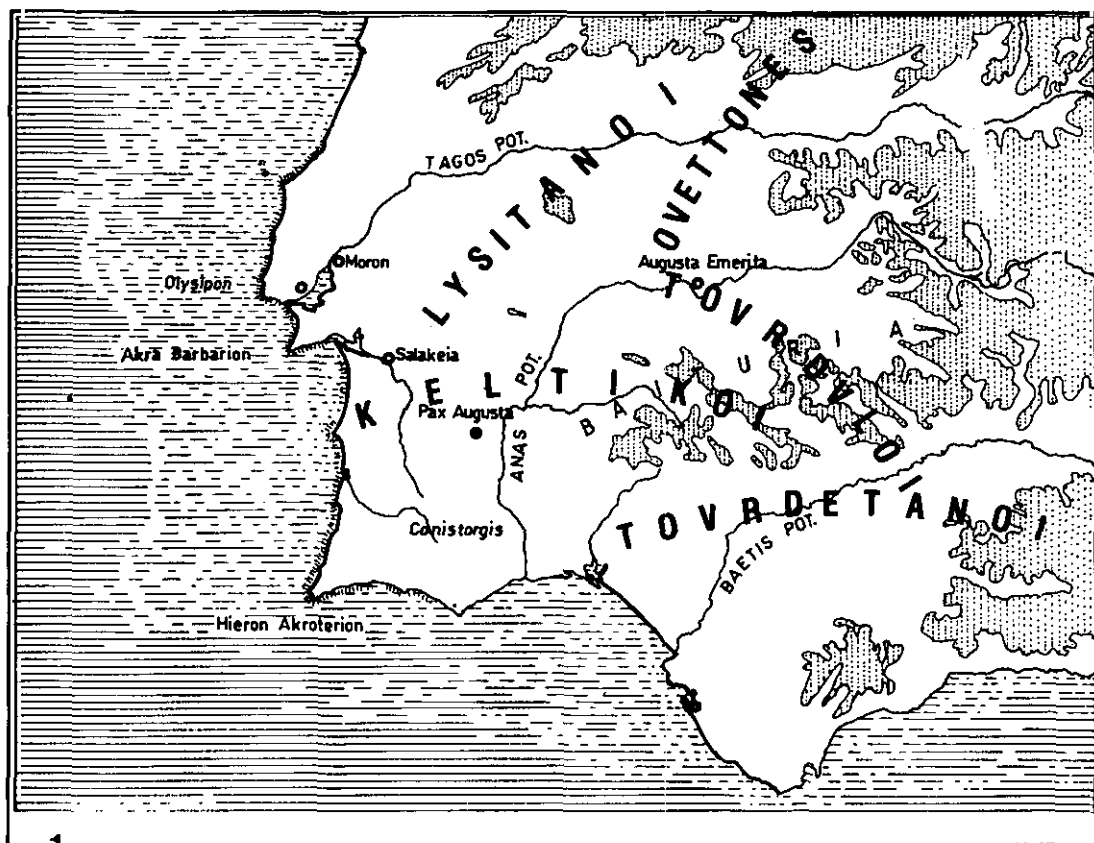 OVETTONES
LYSITANOI
TAGOS POT.
Moron
Olysipon
Augusta Emerita
TOVRDVLOI
Akra Barbarion
Salakeia
KELTIKOI
BAITURIA
ANAS POT.
Pax Augusta
Conistorgis
TOVRDETANOI
BAETIS POT.
Hieron Akroterion
1